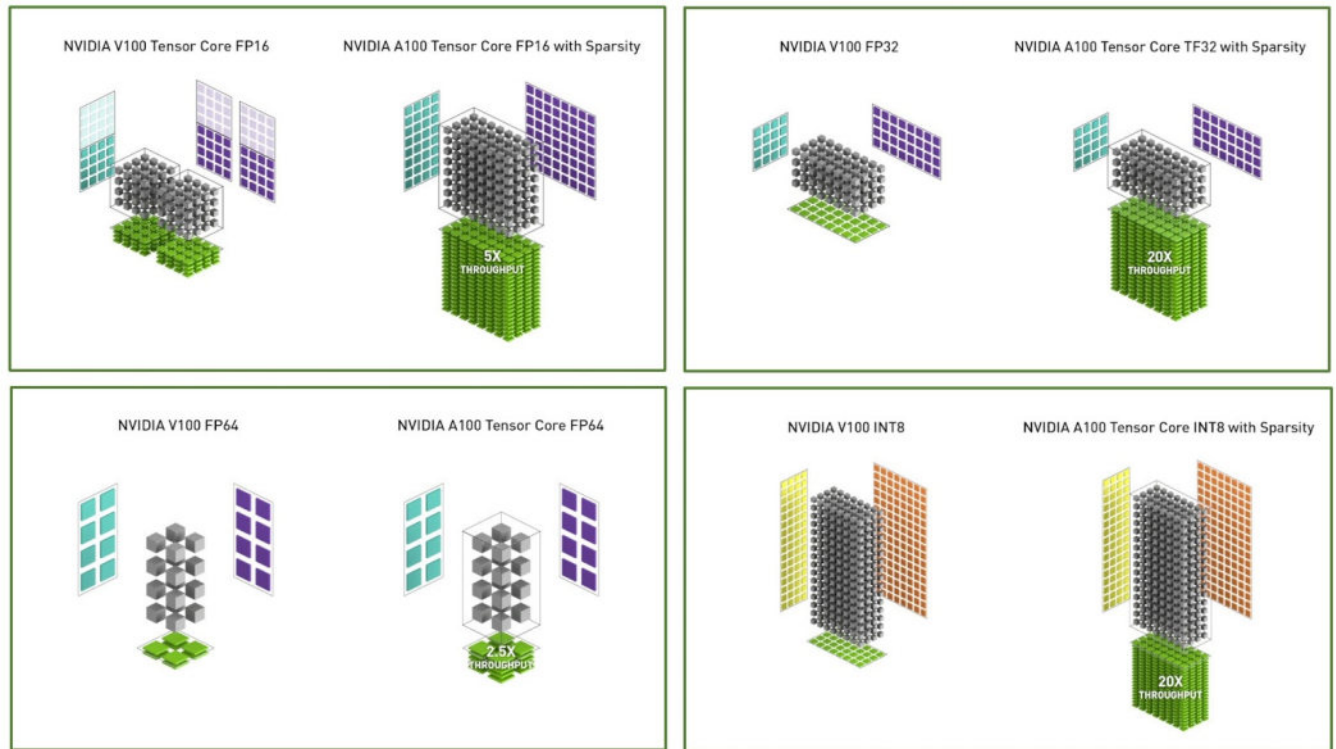 NVIDIA V100 Tensor Core FP16
NVIDIA A100 Tensor Core FP16 with Sparsity
5X
THROUGHPUT
NVIDIA V100 FP32
NVIDIA A100 Tensor Core TF32 with Sparsity
20X
THROUGHPUT
NVIDIA V100 FP64
NVIDIA A100 Tensor Core FP64
2.5X
THROUGHPUT
NVIDIA V100 INT8
NVIDIA A100 Tensor Core INT8 with Sparsity
20X
THROUGHPUT